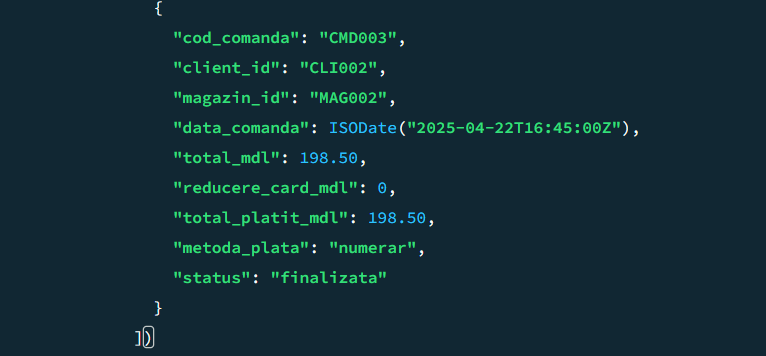 {
"cod_comanda": "CMD003",
"client_id": "CLI002",
"magazin_id": "MAG002",
"data_comanda": ISODate("2025-04-22T16:45:00Z"),
"total_mdl": 198.50,
"reducere_card_mdl": 0,
"total_platit_mdl": 198.50,
"metoda_plata": "numerar",
"status": "finalizata"
}
])